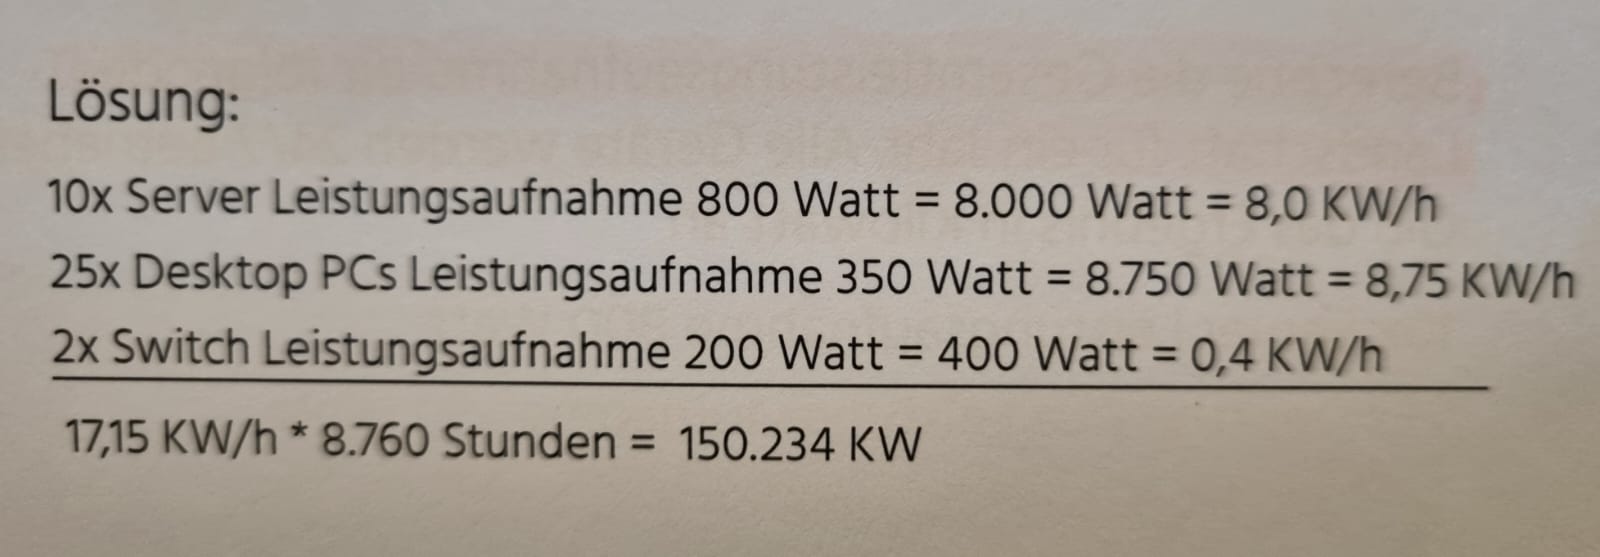 Lösung:
10x Server Leistungsaufnahme 800 Watt = 8.000 Watt = 8,0 KW/h
25x Desktop PCs Leistungsaufnahme 350 Watt = 8.750 Watt = 8,75 KW/h
2x Switch Leistungsaufnahme 200 Watt = 400 Watt = 0,4 KW/h
17,15 KW/h * 8.760 Stunden = 150.234 KW